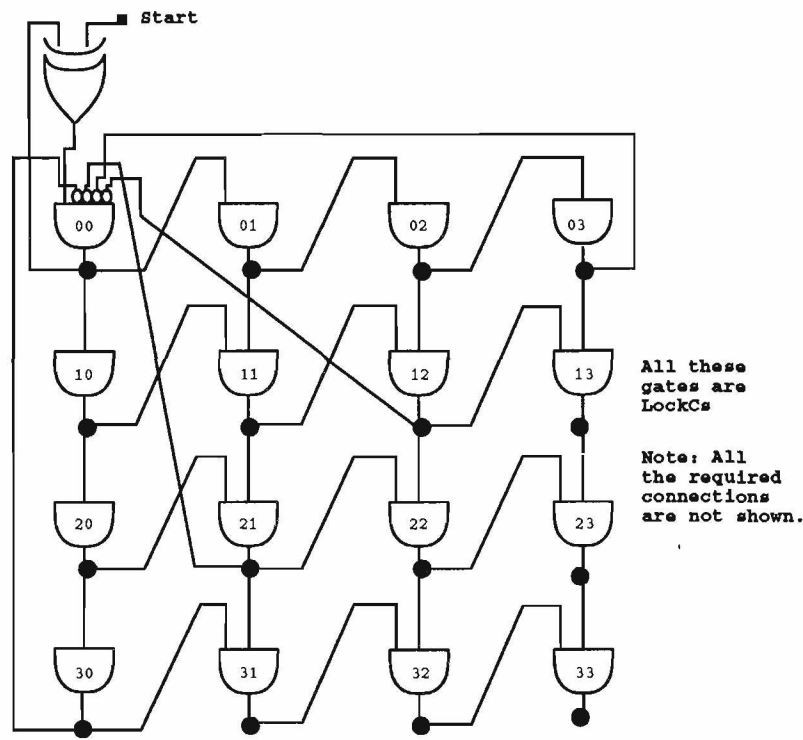 Start
00
01
02
03
10
11
12
13
All these
gates are
LockCs
Note: All
the required
connections
are not shown.
20
21
22
23
30
31
32
33